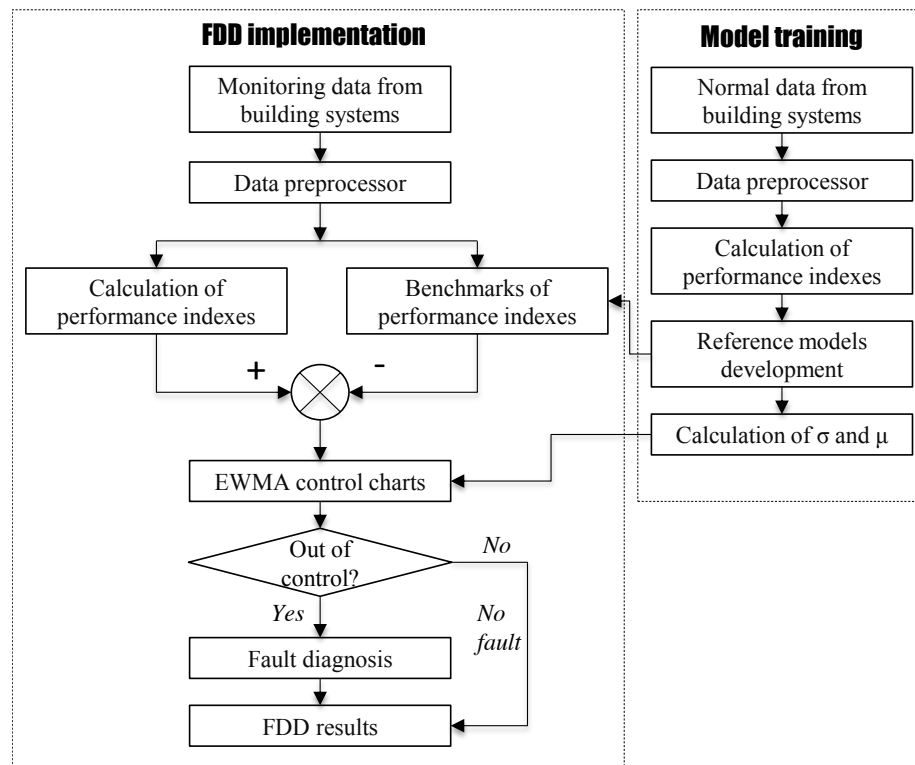 FDD implementation
Monitoring data from
building systems
Data preprocessor
Calculation of
performance indexes
Benchmarks of
performance indexes
+
-
EWMA control charts
Out of
control?
No
Yes
No
fault
Fault diagnosis
FDD results
Model training
Normal data from
building systems
Data preprocessor
Calculation of
performance indexes
Reference models
development
Calculation of σ and μ